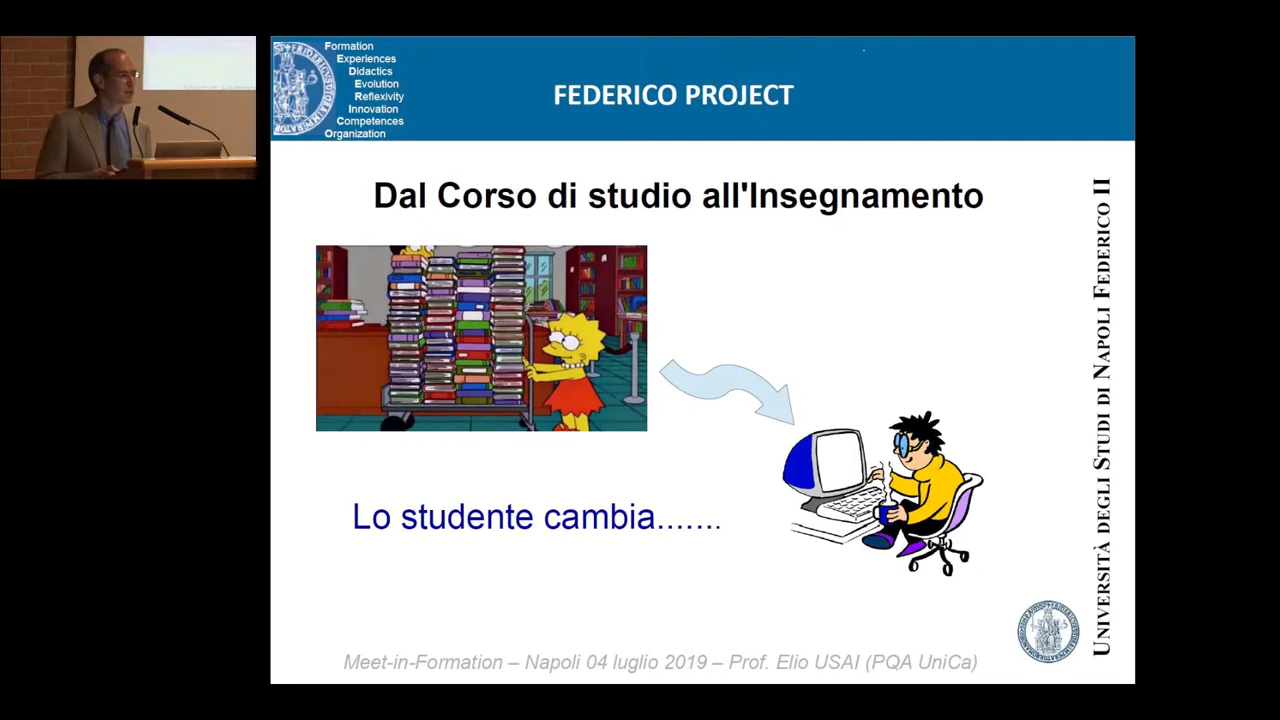 Formation
Experiences
Didactics
Evolution
Reflexivity
Innovation
Competences
Organization
FEDERICO PROJECT
Dal Corso di studio all'Insegnamento
Lo studente cambia.......
UNIVERSITÀ DEGLI STUDI DI NAPOLI FEDERICO II
Meet-in-Formation – Napoli 04 luglio 2019 – Prof. Elio USAI (PQA UniCa)